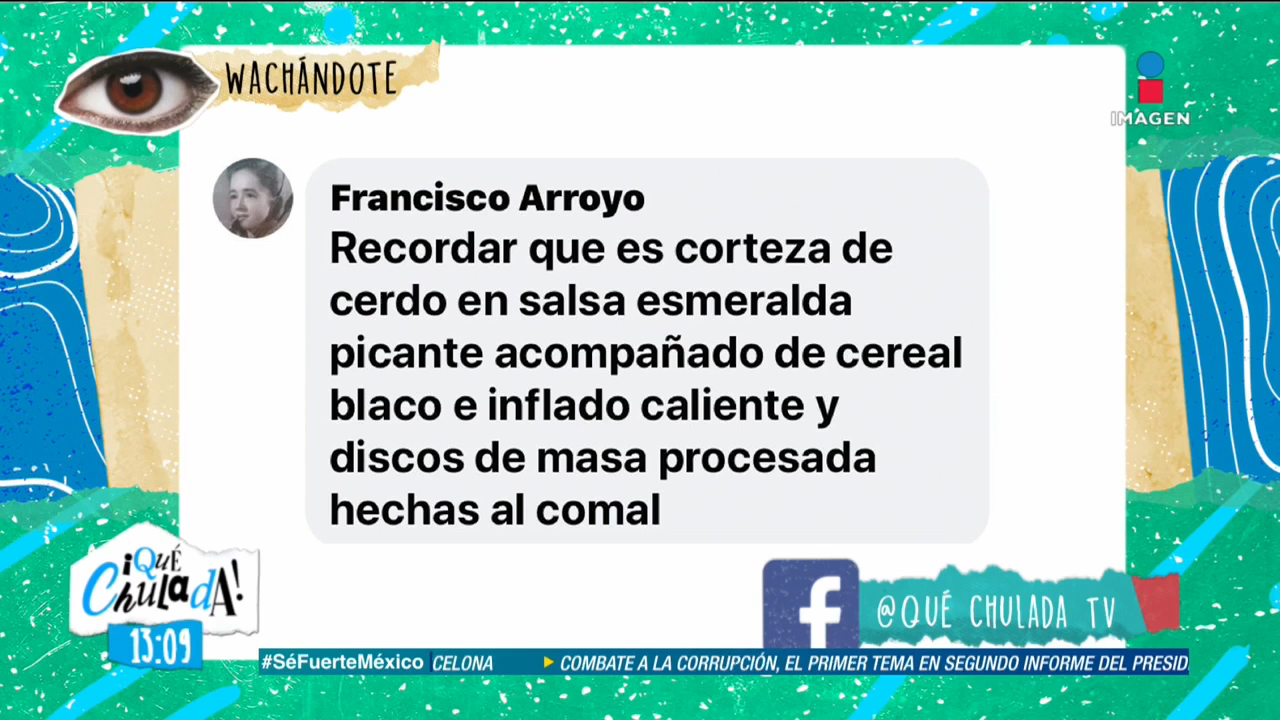 WACHÁNDOTE
IMAGEN
Francisco Arroyo
Recordar que es corteza de
cerdo en salsa esmeralda
picante acompañado de cereal
blaco e inflado caliente y
discos de masa procesada
hechas al comal
¡QUÉ
CHULADA!
13:09
@QUÉ CHULADA TV
#SéFuerteMéxico CELONA COMBATE A LA CORRUPCIÓN, EL PRIMER TEMA EN SEGUNDO INFORME DEL PRESID